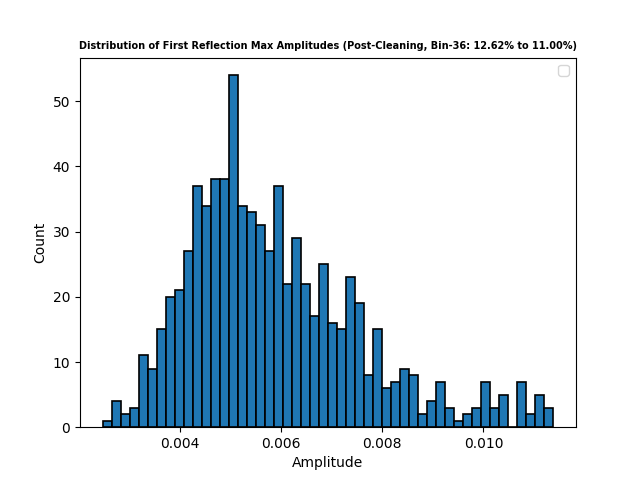 Distribution of First Reflection Max Amplitudes (Post-Cleaning, Bin-36: 12.62% to 11.00%)
50
40
30
20
10
0
Count
0.004 0.006 0.008 0.010
Amplitude